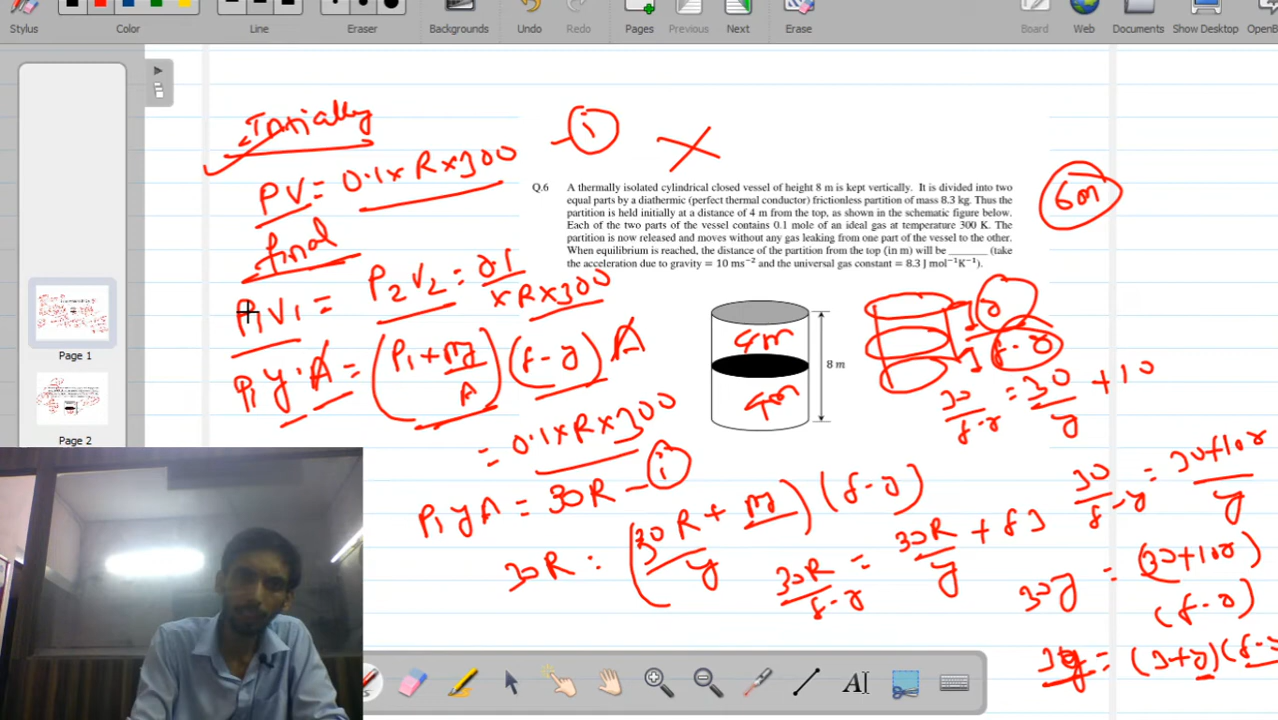 Stylus Color Line Eraser Backgrounds Undo Redo Pages Previous Next Erase Board Web Documents Show Desktop OpenB
Initially
PV = 0.1×R×300 - (i)
final
P₁V₁ = P₂V₂ = 0.1
×R×300
P₁y·A = (P₁ + mg/A) (8-y) A
= 0.1×R×300
P₁yA = 30R - (i)
30R = (30R/y + mg) (8-y)
Q.6 A thermally isolated cylindrical closed vessel of height 8 m is kept vertically. It is divided into two
equal parts by a diathermic (perfect thermal conductor) frictionless partition of mass 8.3 kg. Thus the
partition is held initially at a distance of 4 m from the top, as shown in the schematic figure below.
Each of the two parts of the vessel contains 0.1 mole of an ideal gas at temperature 300 K. The
partition is now released and moves without any gas leaking from one part of the vessel to the other.
When equilibrium is reached, the distance of the partition from the top (in m) will be ______ (take
the acceleration due to gravity = 10 ms⁻² and the universal gas constant = 8.3 J mol⁻¹K⁻¹).
6m
4m
4m
8 m
y
8-y
30/8-y = 30/y + 10
30R/8-y = 30R/y + 83
30/8-y = 30+10y/y
30y = (30+10y)
(8-y)
= (3+y)(8-
Page 1
Page 2
A